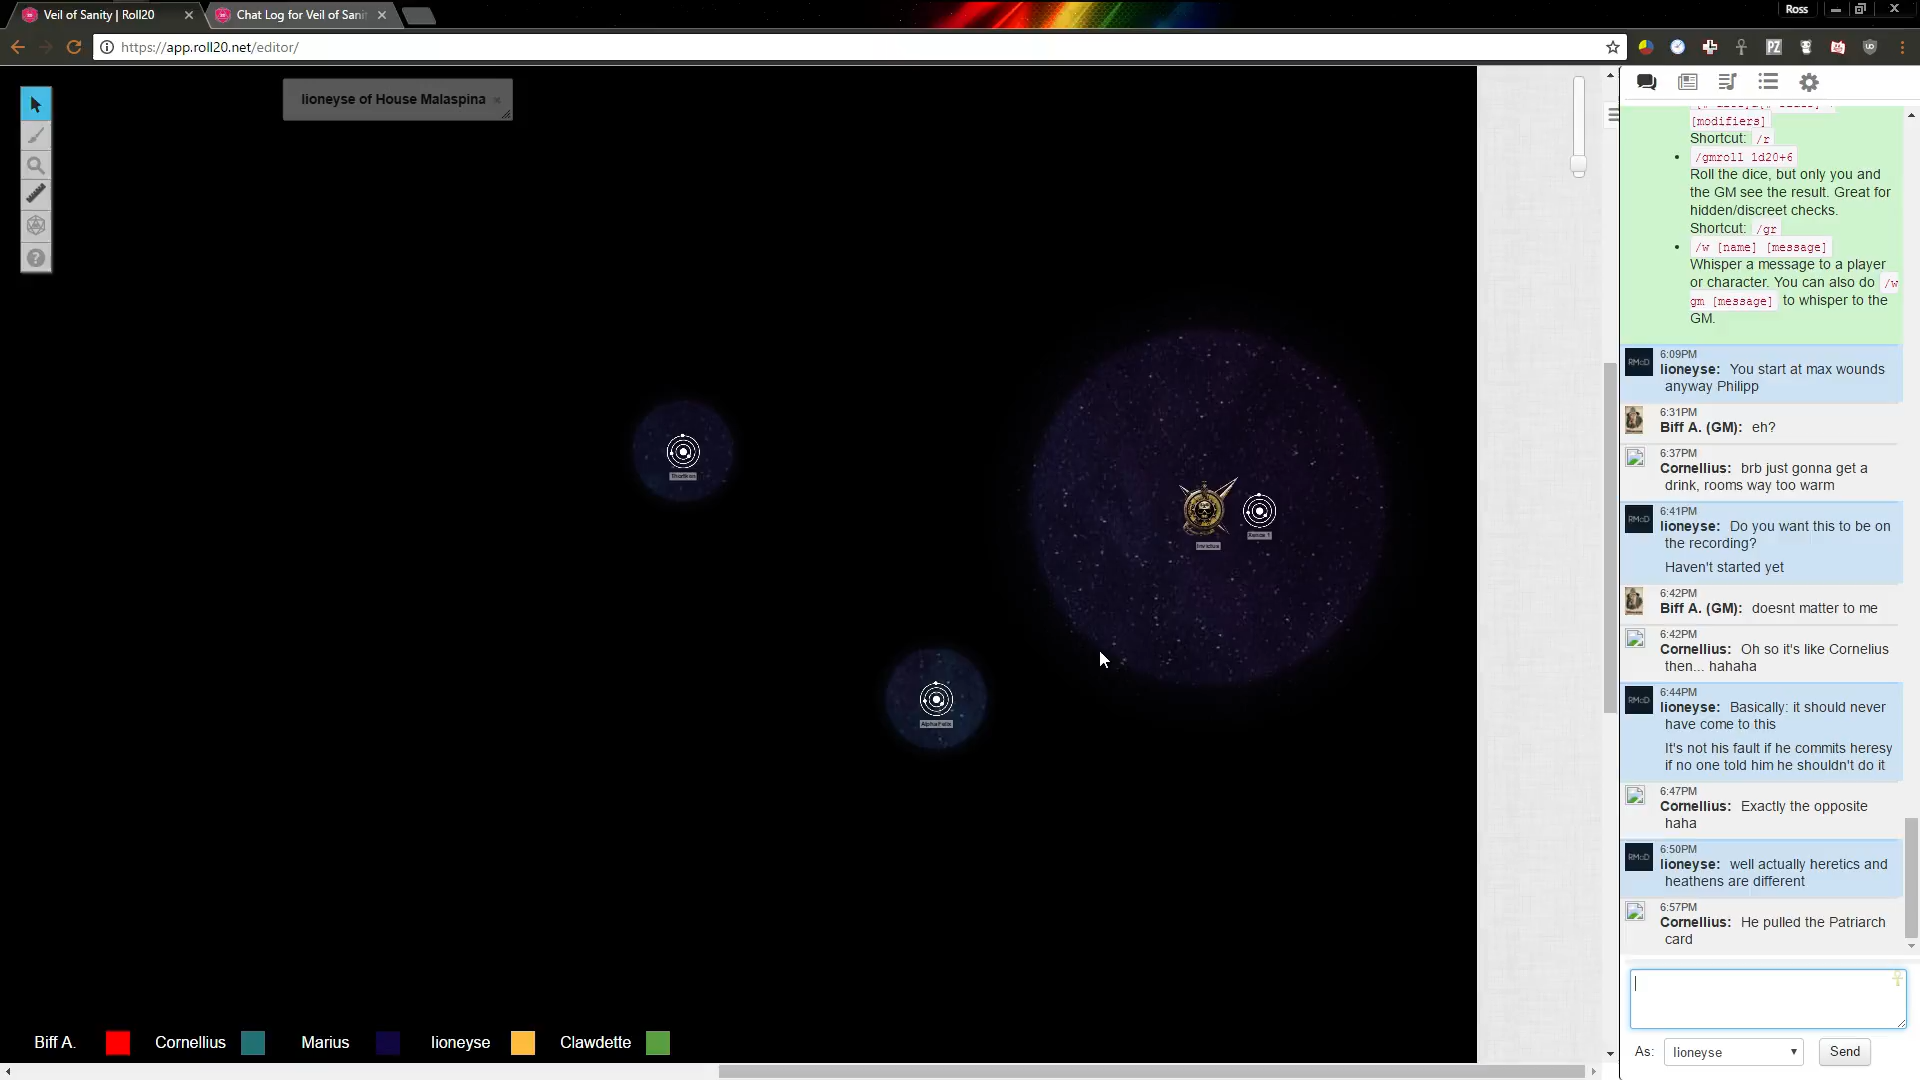 Veil of Sanity | Roll20
Chat Log for Veil of Sani
Ross
https://app.roll20.net/editor/
lioneyse of House Malaspina
[modifiers]
Shortcut: /r
/gmroll 1d20+6
Roll the dice, but only you and
the GM see the result. Great for
hidden/discreet checks.
Shortcut: /gr
/w [name] [message]
Whisper a message to a player
or character. You can also do /w
gm [message] to whisper to the
GM.
6:09PM
lioneyse: You start at max wounds
anyway Philipp
6:31PM
Biff A. (GM): eh?
6:37PM
Cornellius: brb just gonna get a
drink, rooms way too warm
6:41PM
lioneyse: Do you want this to be on
the recording?
Haven't started yet
6:42PM
Biff A. (GM): doesnt matter to me
6:42PM
Cornellius: Oh so it's like Cornelius
then... hahaha
6:44PM
lioneyse: Basically: it should never
have come to this
It's not his fault if he commits heresy
if no one told him he shouldn't do it
6:47PM
Cornellius: Exactly the opposite
haha
6:50PM
lioneyse: well actually heretics and
heathens are different
6:57PM
Cornellius: He pulled the Patriarch
card
As: lioneyse Send
Biff A. Cornellius Marius lioneyse Clawdette